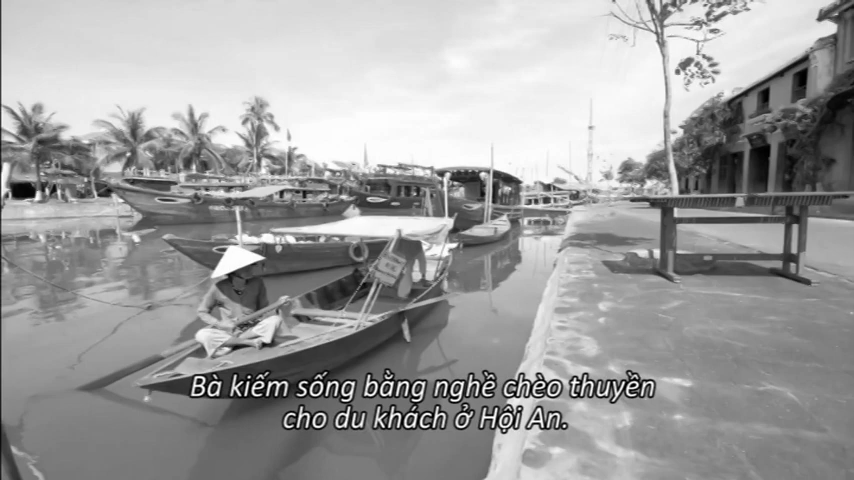 Bà kiếm sống bằng nghề chèo thuyền
cho du khách ở Hội An.